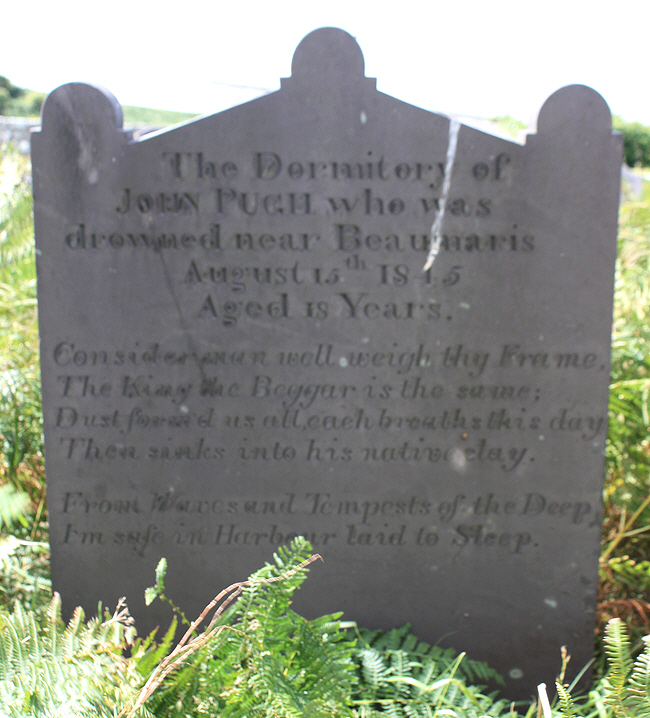 The Dormitory of
JOHN PUGH who was
drowned near Beaumaris
August 15th 1845
Aged 18 Years.
Consider man well weigh thy Frame,
The King the Beggar is the same;
Dust form'd us all, each breaths this day
Then sinks into his native clay.
From Waves and Tempests of the Deep,
I'm safe in Harbour laid to Sleep.